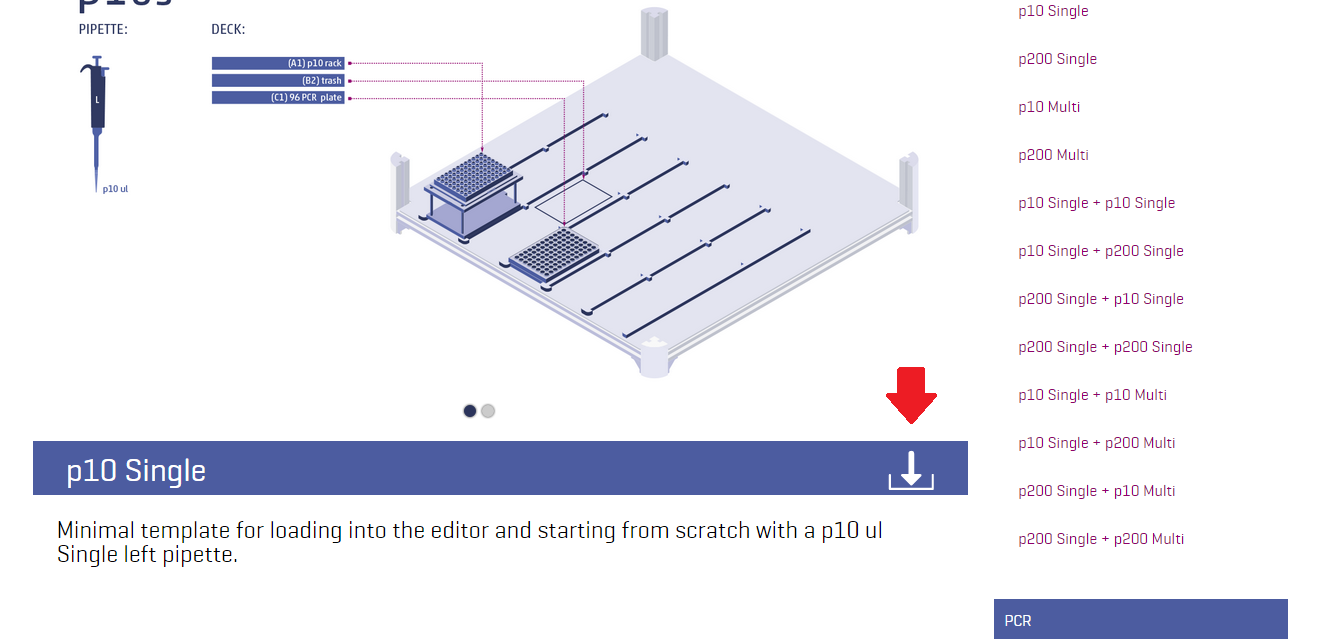 PIPETTE:
DECK:
(A1) p10 rack
(B2) trash
(C1) 96 PCR plate
L
p10 ul
p10 Single
Minimal template for loading into the editor and starting from scratch with a p10 ul
Single left pipette.
p10 Single
p200 Single
p10 Multi
p200 Multi
p10 Single + p10 Single
p10 Single + p200 Single
p200 Single + p10 Single
p200 Single + p200 Single
p10 Single + p10 Multi
p10 Single + p200 Multi
p200 Single + p10 Multi
p200 Single + p200 Multi
PCR